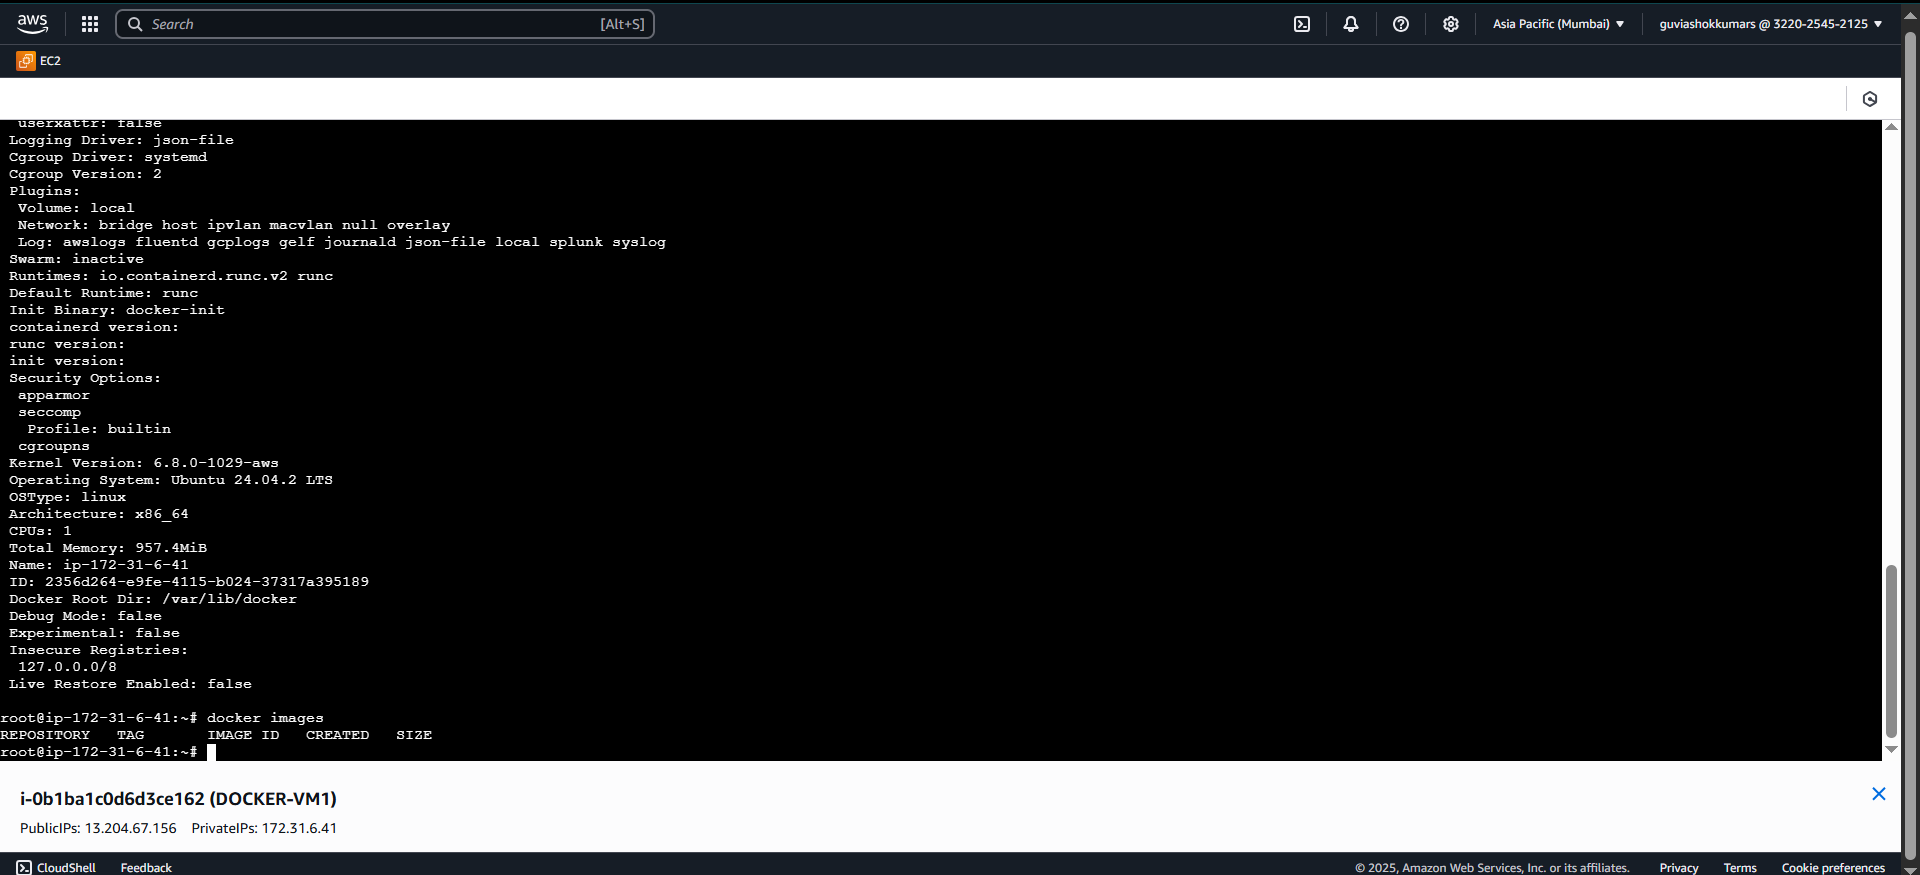 aws
Search [Alt+S]
Asia Pacific (Mumbai)
guviashokkumars @ 3220-2545-2125
EC2
userxattr: false
Logging Driver: json-file
Cgroup Driver: systemd
Cgroup Version: 2
Plugins:
Volume: local
Network: bridge host ipvlan macvlan null overlay
Log: awslogs fluentd gcplogs gelf journald json-file local splunk syslog
Swarm: inactive
Runtimes: io.containerd.runc.v2 runc
Default Runtime: runc
Init Binary: docker-init
containerd version:
runc version:
init version:
Security Options:
apparmor
seccomp
Profile: builtin
cgroupns
Kernel Version: 6.8.0-1029-aws
Operating System: Ubuntu 24.04.2 LTS
OSType: linux
Architecture: x86_64
CPUs: 1
Total Memory: 957.4MiB
Name: ip-172-31-6-41
ID: 2356d264-e9fe-4115-b024-37317a395189
Docker Root Dir: /var/lib/docker
Debug Mode: false
Experimental: false
Insecure Registries:
127.0.0.0/8
Live Restore Enabled: false
root@ip-172-31-6-41:~# docker images
REPOSITORY TAG IMAGE ID CREATED SIZE
root@ip-172-31-6-41:~#
i-0b1ba1c0d6d3ce162 (DOCKER-VM1)
PublicIPs: 13.204.67.156 PrivateIPs: 172.31.6.41
CloudShell Feedback © 2025, Amazon Web Services, Inc. or its affiliates. Privacy Terms Cookie preferences